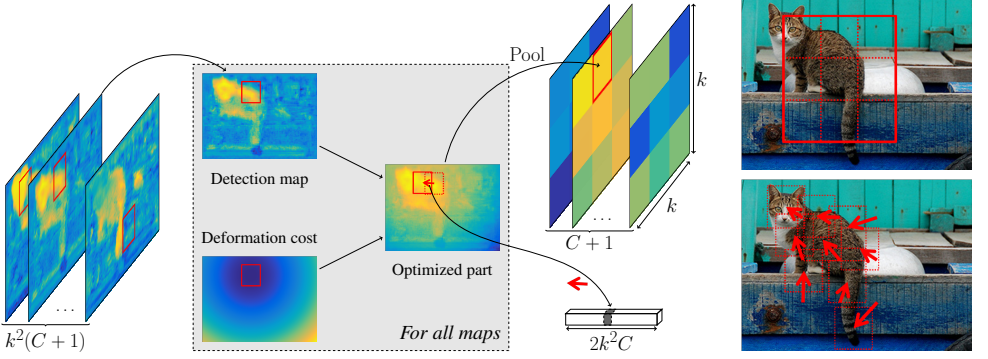 Pool
k
Detection map
k
. . .
C + 1
Deformation cost
Optimized part
. . .
k²(C + 1)
For all maps
2k²C